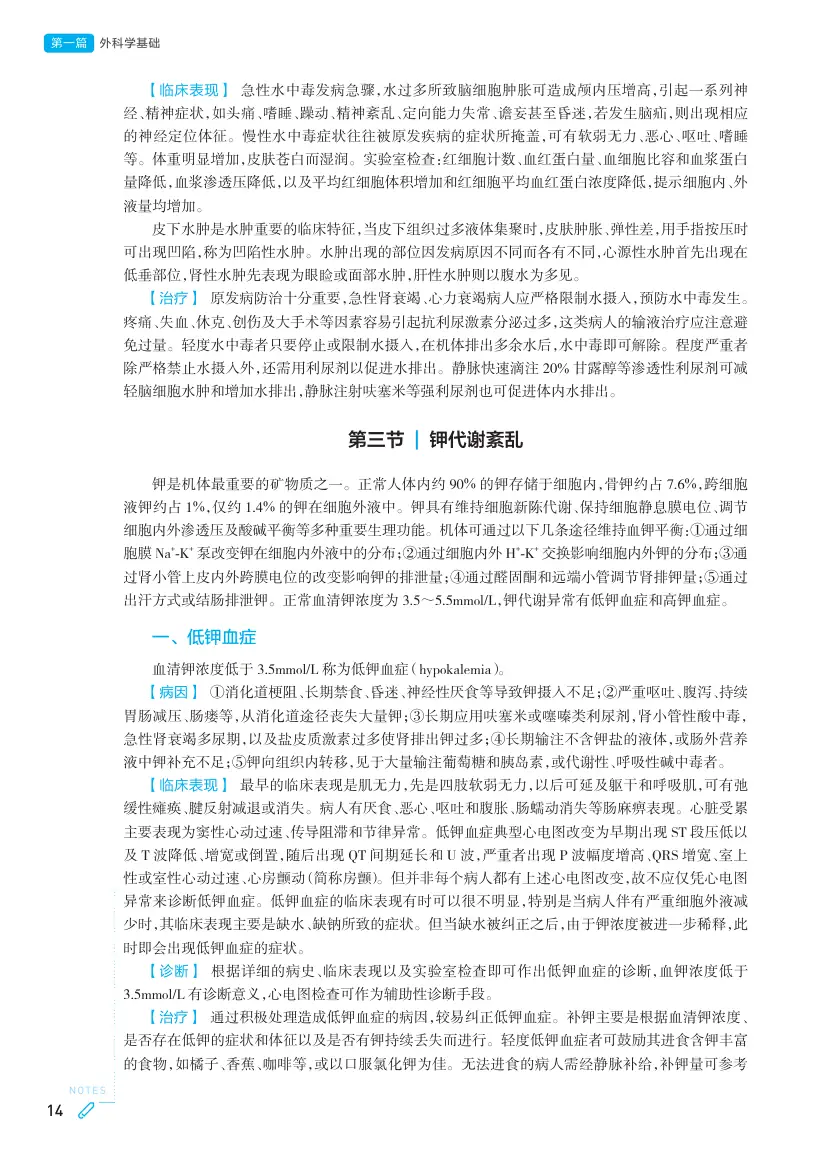 第一篇 外科学基础
【临床表现】 急性水中毒发病急骤,水过多所致脑细胞肿胀可造成颅内压增高,引起一系列神
经、精神症状,如头痛、嗜睡、躁动、精神紊乱、定向能力失常、谵妄甚至昏迷,若发生脑疝,则出现相应
的神经定位体征。慢性水中毒症状往往被原发疾病的症状所掩盖,可有软弱无力、恶心、呕吐、嗜睡
等。体重明显增加,皮肤苍白而湿润。实验室检查:红细胞计数、血红蛋白量、血细胞比容和血浆蛋白
量降低,血浆渗透压降低,以及平均红细胞体积增加和红细胞平均血红蛋白浓度降低,提示细胞内、外
液量均增加。
皮下水肿是水肿重要的临床特征,当皮下组织过多液体集聚时,皮肤肿胀、弹性差,用手指按压时
可出现凹陷,称为凹陷性水肿。水肿出现的部位因发病原因不同而各有不同,心源性水肿首先出现在
低垂部位,肾性水肿先表现为眼睑或面部水肿,肝性水肿则以腹水为多见。
【治疗】 原发病防治十分重要,急性肾衰竭、心力衰竭病人应严格限制水摄入,预防水中毒发生。
疼痛、失血、休克、创伤及大手术等因素容易引起抗利尿激素分泌过多,这类病人的输液治疗应注意避
免过量。轻度水中毒者只要停止或限制水摄入,在机体排出多余水后,水中毒即可解除。程度严重者
除严格禁止水摄入外,还需用利尿剂以促进水排出。静脉快速滴注 20% 甘露醇等渗透性利尿剂可减
轻脑细胞水肿和增加水排出,静脉注射呋塞米等强利尿剂也可促进体内水排出。
第三节 | 钾代谢紊乱
钾是机体最重要的矿物质之一。正常人体内约 90% 的钾存储于细胞内,骨钾约占 7.6%,跨细胞
液钾约占 1%,仅约 1.4% 的钾在细胞外液中。钾具有维持细胞新陈代谢、保持细胞静息膜电位、调节
细胞内外渗透压及酸碱平衡等多种重要生理功能。机体可通过以下几条途径维持血钾平衡:①通过细
胞膜 Na⁺-K⁺ 泵改变钾在细胞内外液中的分布;②通过细胞内外 H⁺-K⁺ 交换影响细胞内外钾的分布;③通
过肾小管上皮内外跨膜电位的改变影响钾的排泄量;④通过醛固酮和远端小管调节肾排钾量;⑤通过
出汗方式或结肠排泄钾。正常血清钾浓度为 3.5～5.5mmol/L,钾代谢异常有低钾血症和高钾血症。
一、低钾血症
血清钾浓度低于 3.5mmol/L 称为低钾血症(hypokalemia)。
【病因】 ①消化道梗阻、长期禁食、昏迷、神经性厌食等导致钾摄入不足;②严重呕吐、腹泻、持续
胃肠减压、肠瘘等,从消化道途径丧失大量钾;③长期应用呋塞米或噻嗪类利尿剂,肾小管性酸中毒,
急性肾衰竭多尿期,以及盐皮质激素过多使肾排出钾过多;④长期输注不含钾盐的液体,或肠外营养
液中钾补充不足;⑤钾向组织内转移,见于大量输注葡萄糖和胰岛素,或代谢性、呼吸性碱中毒者。
【临床表现】 最早的临床表现是肌无力,先是四肢软弱无力,以后可延及躯干和呼吸肌,可有弛
缓性瘫痪、腱反射减退或消失。病人有厌食、恶心、呕吐和腹胀、肠蠕动消失等肠麻痹表现。心脏受累
主要表现为窦性心动过速、传导阻滞和节律异常。低钾血症典型心电图改变为早期出现 ST 段压低以
及 T 波降低、增宽或倒置,随后出现 QT 间期延长和 U 波,严重者出现 P 波幅度增高、QRS 增宽、室上
性或室性心动过速、心房颤动(简称房颤)。但并非每个病人都有上述心电图改变,故不应仅凭心电图
异常来诊断低钾血症。低钾血症的临床表现有时可以很不明显,特别是当病人伴有严重细胞外液减
少时,其临床表现主要是缺水、缺钠所致的症状。但当缺水被纠正之后,由于钾浓度被进一步稀释,此
时即会出现低钾血症的症状。
【诊断】 根据详细的病史、临床表现以及实验室检查即可作出低钾血症的诊断,血钾浓度低于
3.5mmol/L 有诊断意义,心电图检查可作为辅助性诊断手段。
【治疗】 通过积极处理造成低钾血症的病因,较易纠正低钾血症。补钾主要是根据血清钾浓度、
是否存在低钾的症状和体征以及是否有钾持续丢失而进行。轻度低钾血症者可鼓励其进食含钾丰富
的食物,如橘子、香蕉、咖啡等,或以口服氯化钾为佳。无法进食的病人需经静脉补给,补钾量可参考
NOTES
14